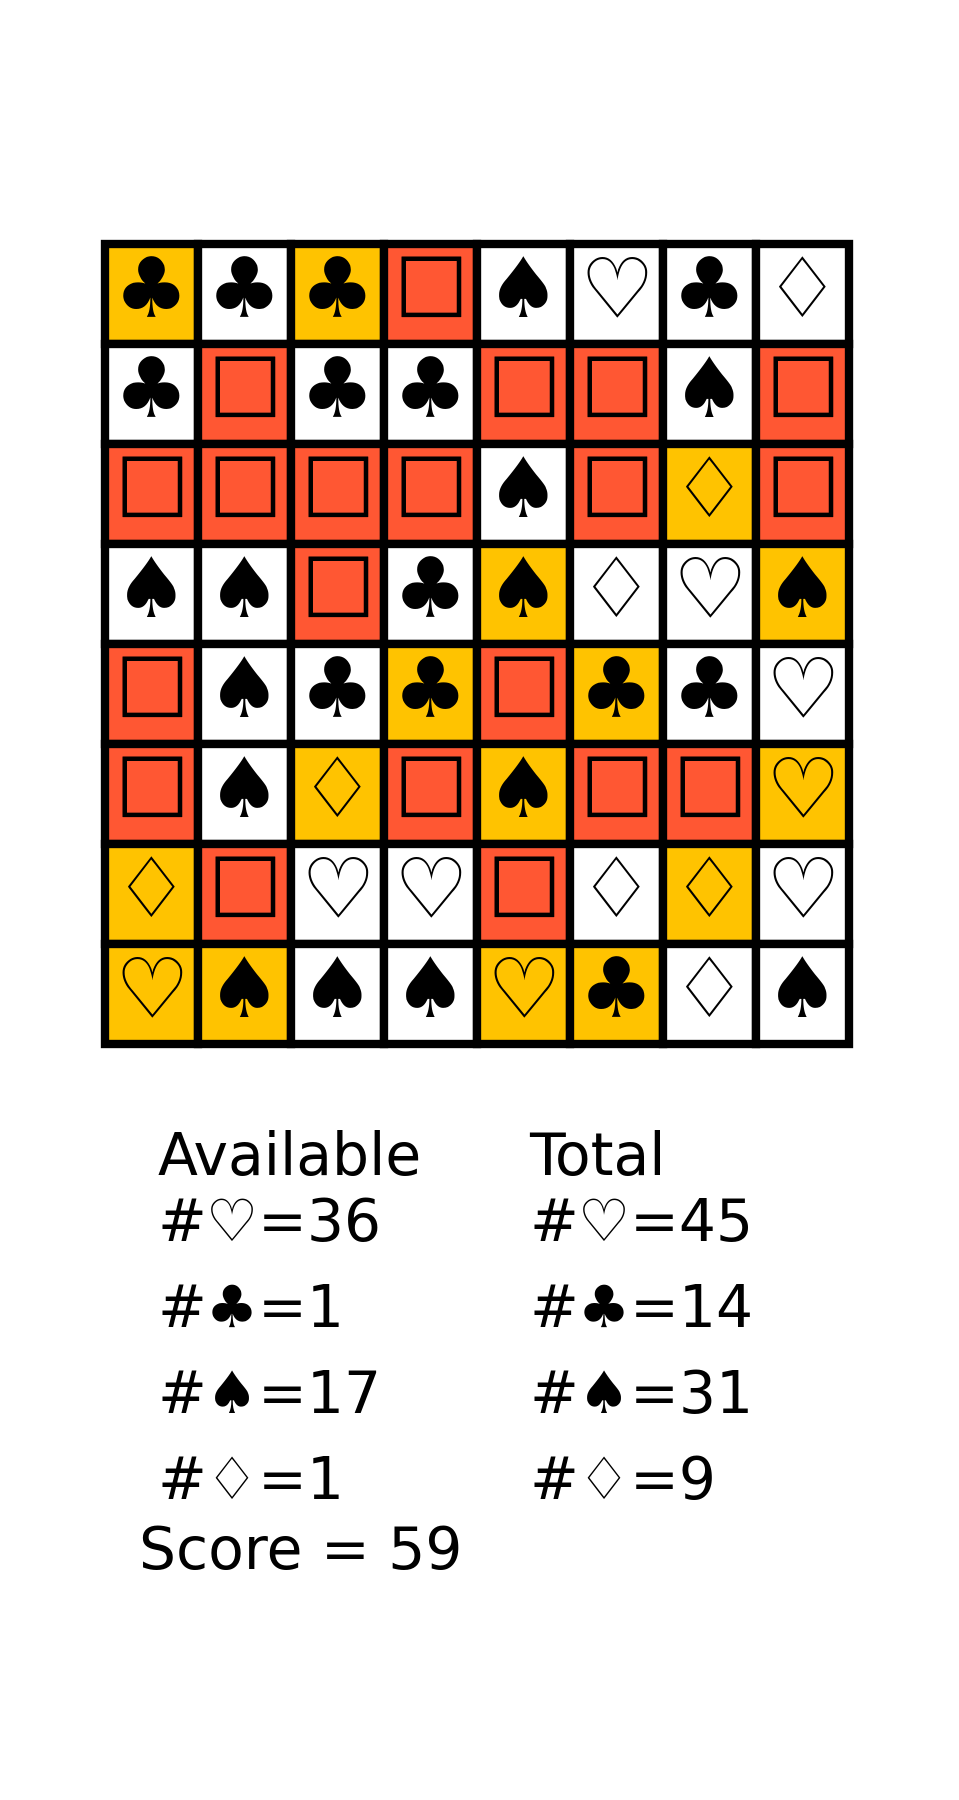 ♣ ♣ ♣ □ ♠ ♡ ♣ ♢
♣ □ ♣ ♣ □ □ ♠ □
□ □ □ □ ♠ □ ♢ □
♠ ♠ □ ♣ ♠ ♢ ♡ ♠
□ ♠ ♣ ♣ □ ♣ ♣ ♡
□ ♠ ♢ □ ♠ □ □ ♡
♢ □ ♡ ♡ □ ♢ ♢ ♡
♡ ♠ ♠ ♠ ♡ ♣ ♢ ♠
Available Total
#♡=36 #♡=45
#♣=1 #♣=14
#♠=17 #♠=31
#♢=1 #♢=9
Score = 59